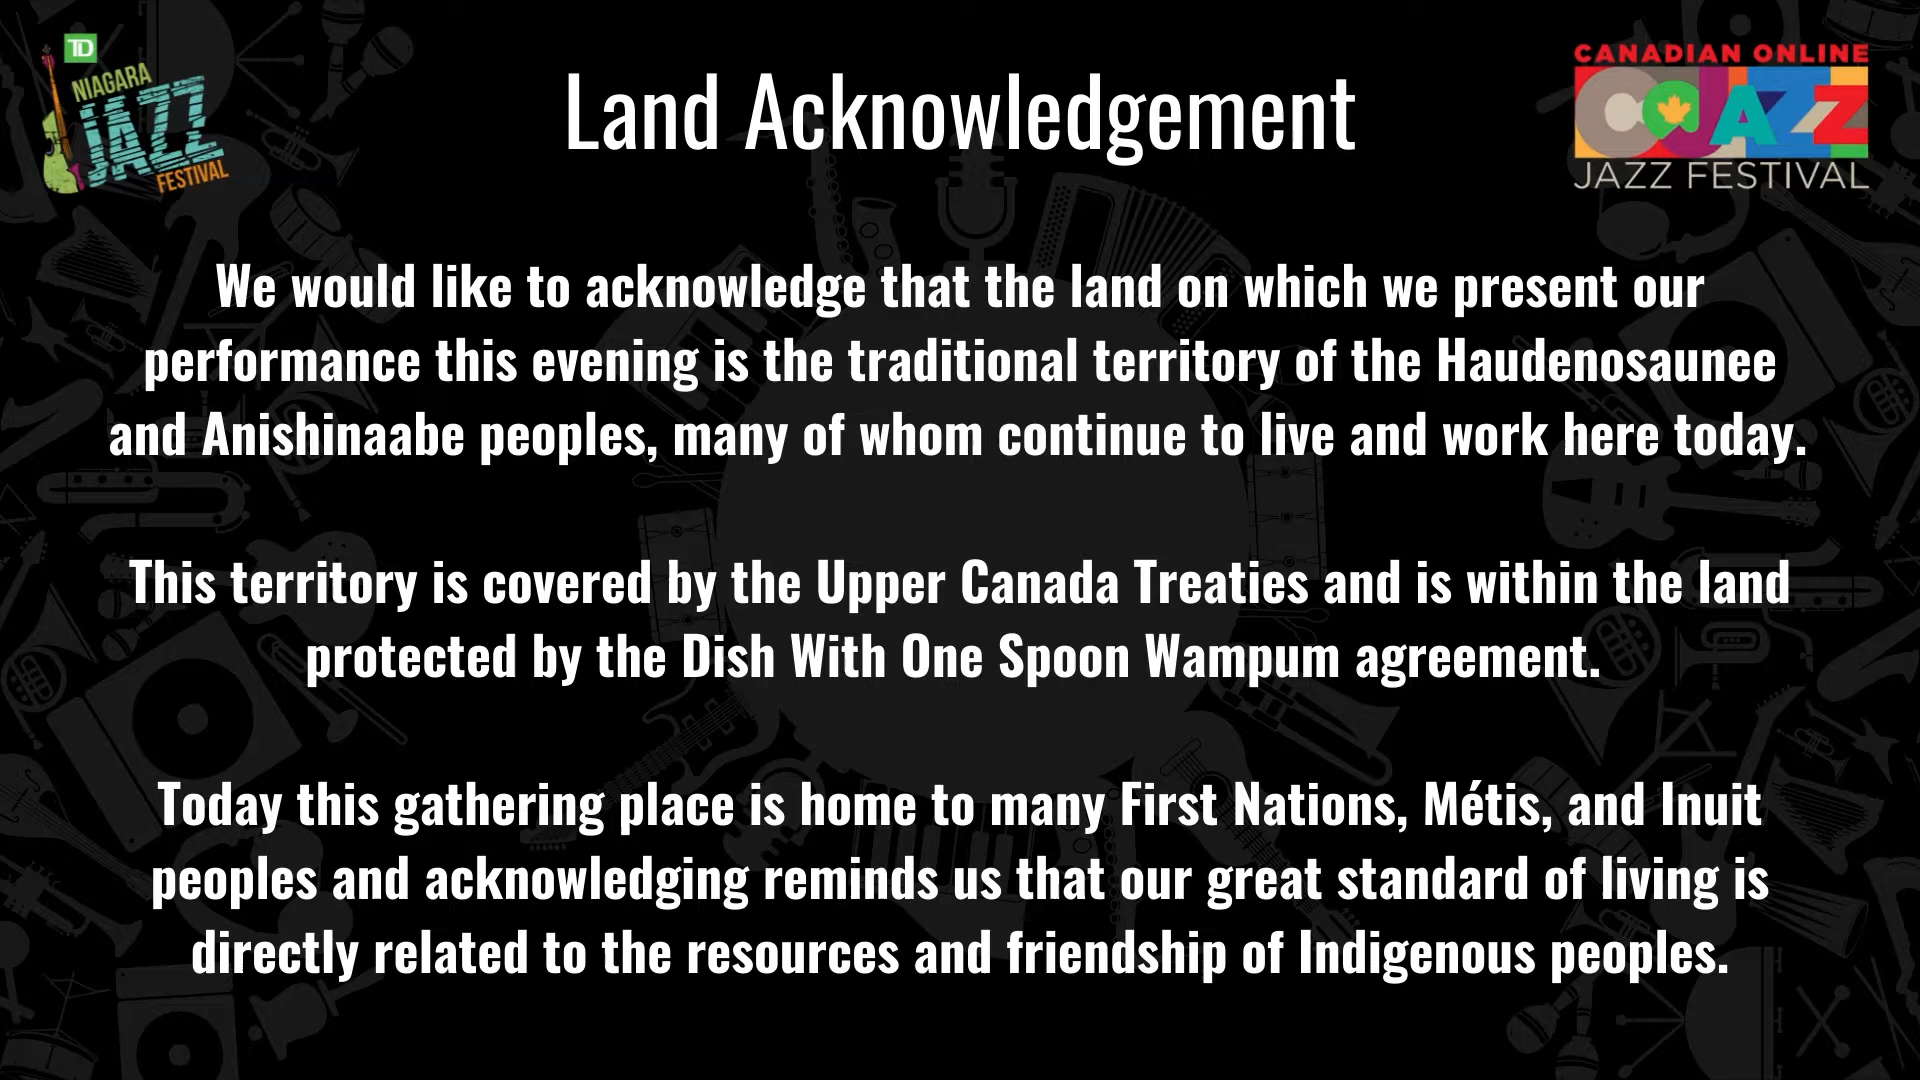 TD
NIAGARA
JAZZ
FESTIVAL
Land Acknowledgement
CANADIAN ONLINE
C@JAZZ
JAZZ FESTIVAL
We would like to acknowledge that the land on which we present our
performance this evening is the traditional territory of the Haudenosaunee
and Anishinaabe peoples, many of whom continue to live and work here today.
This territory is covered by the Upper Canada Treaties and is within the land
protected by the Dish With One Spoon Wampum agreement.
Today this gathering place is home to many First Nations, Métis, and Inuit
peoples and acknowledging reminds us that our great standard of living is
directly related to the resources and friendship of Indigenous peoples.